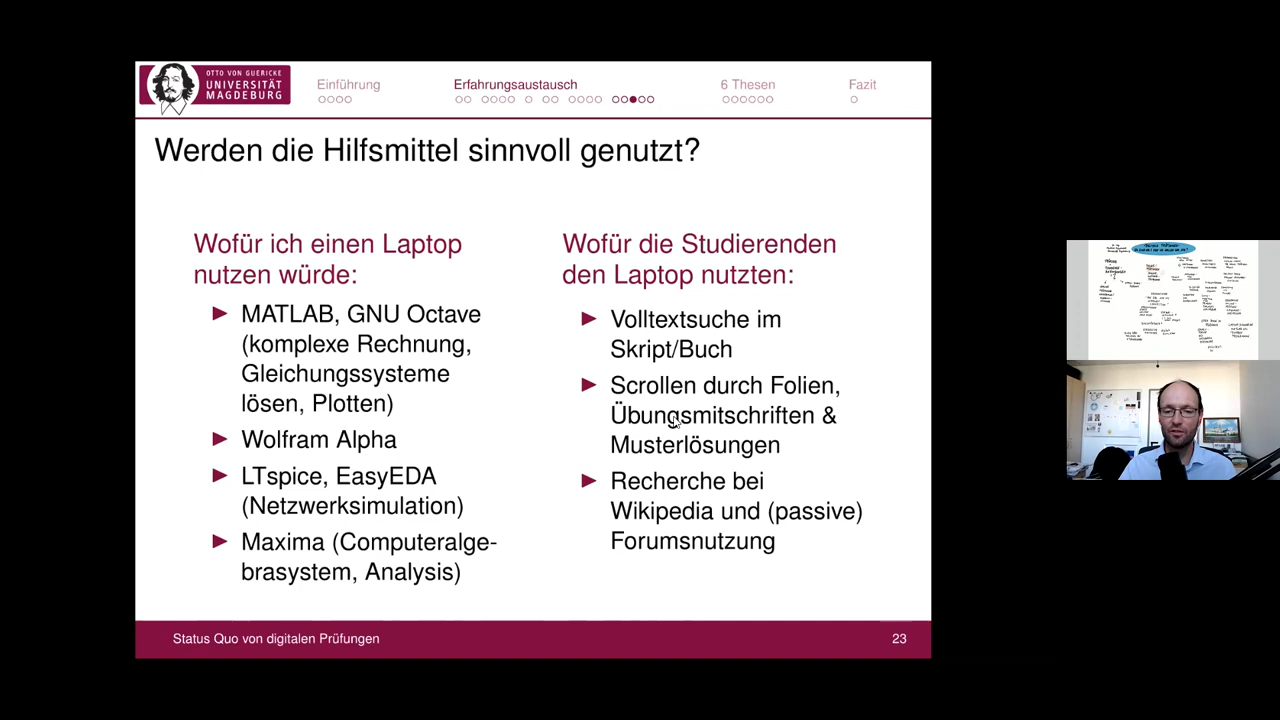 OTTO VON GUERICKE
UNIVERSITÄT
MAGDEBURG
Einführung
Erfahrungsaustausch
6 Thesen
Fazit
Werden die Hilfsmittel sinnvoll genutzt?
Wofür ich einen Laptop
nutzen würde:
MATLAB, GNU Octave
(komplexe Rechnung,
Gleichungssysteme
lösen, Plotten)
Wolfram Alpha
LTspice, EasyEDA
(Netzwerksimulation)
Maxima (Computeralge-
brasystem, Analysis)
Wofür die Studierenden
den Laptop nutzten:
Volltextsuche im
Skript/Buch
Scrollen durch Folien,
Übungsmitschriften &
Musterlösungen
Recherche bei
Wikipedia und (passive)
Forumsnutzung
Status Quo von digitalen Prüfungen
23